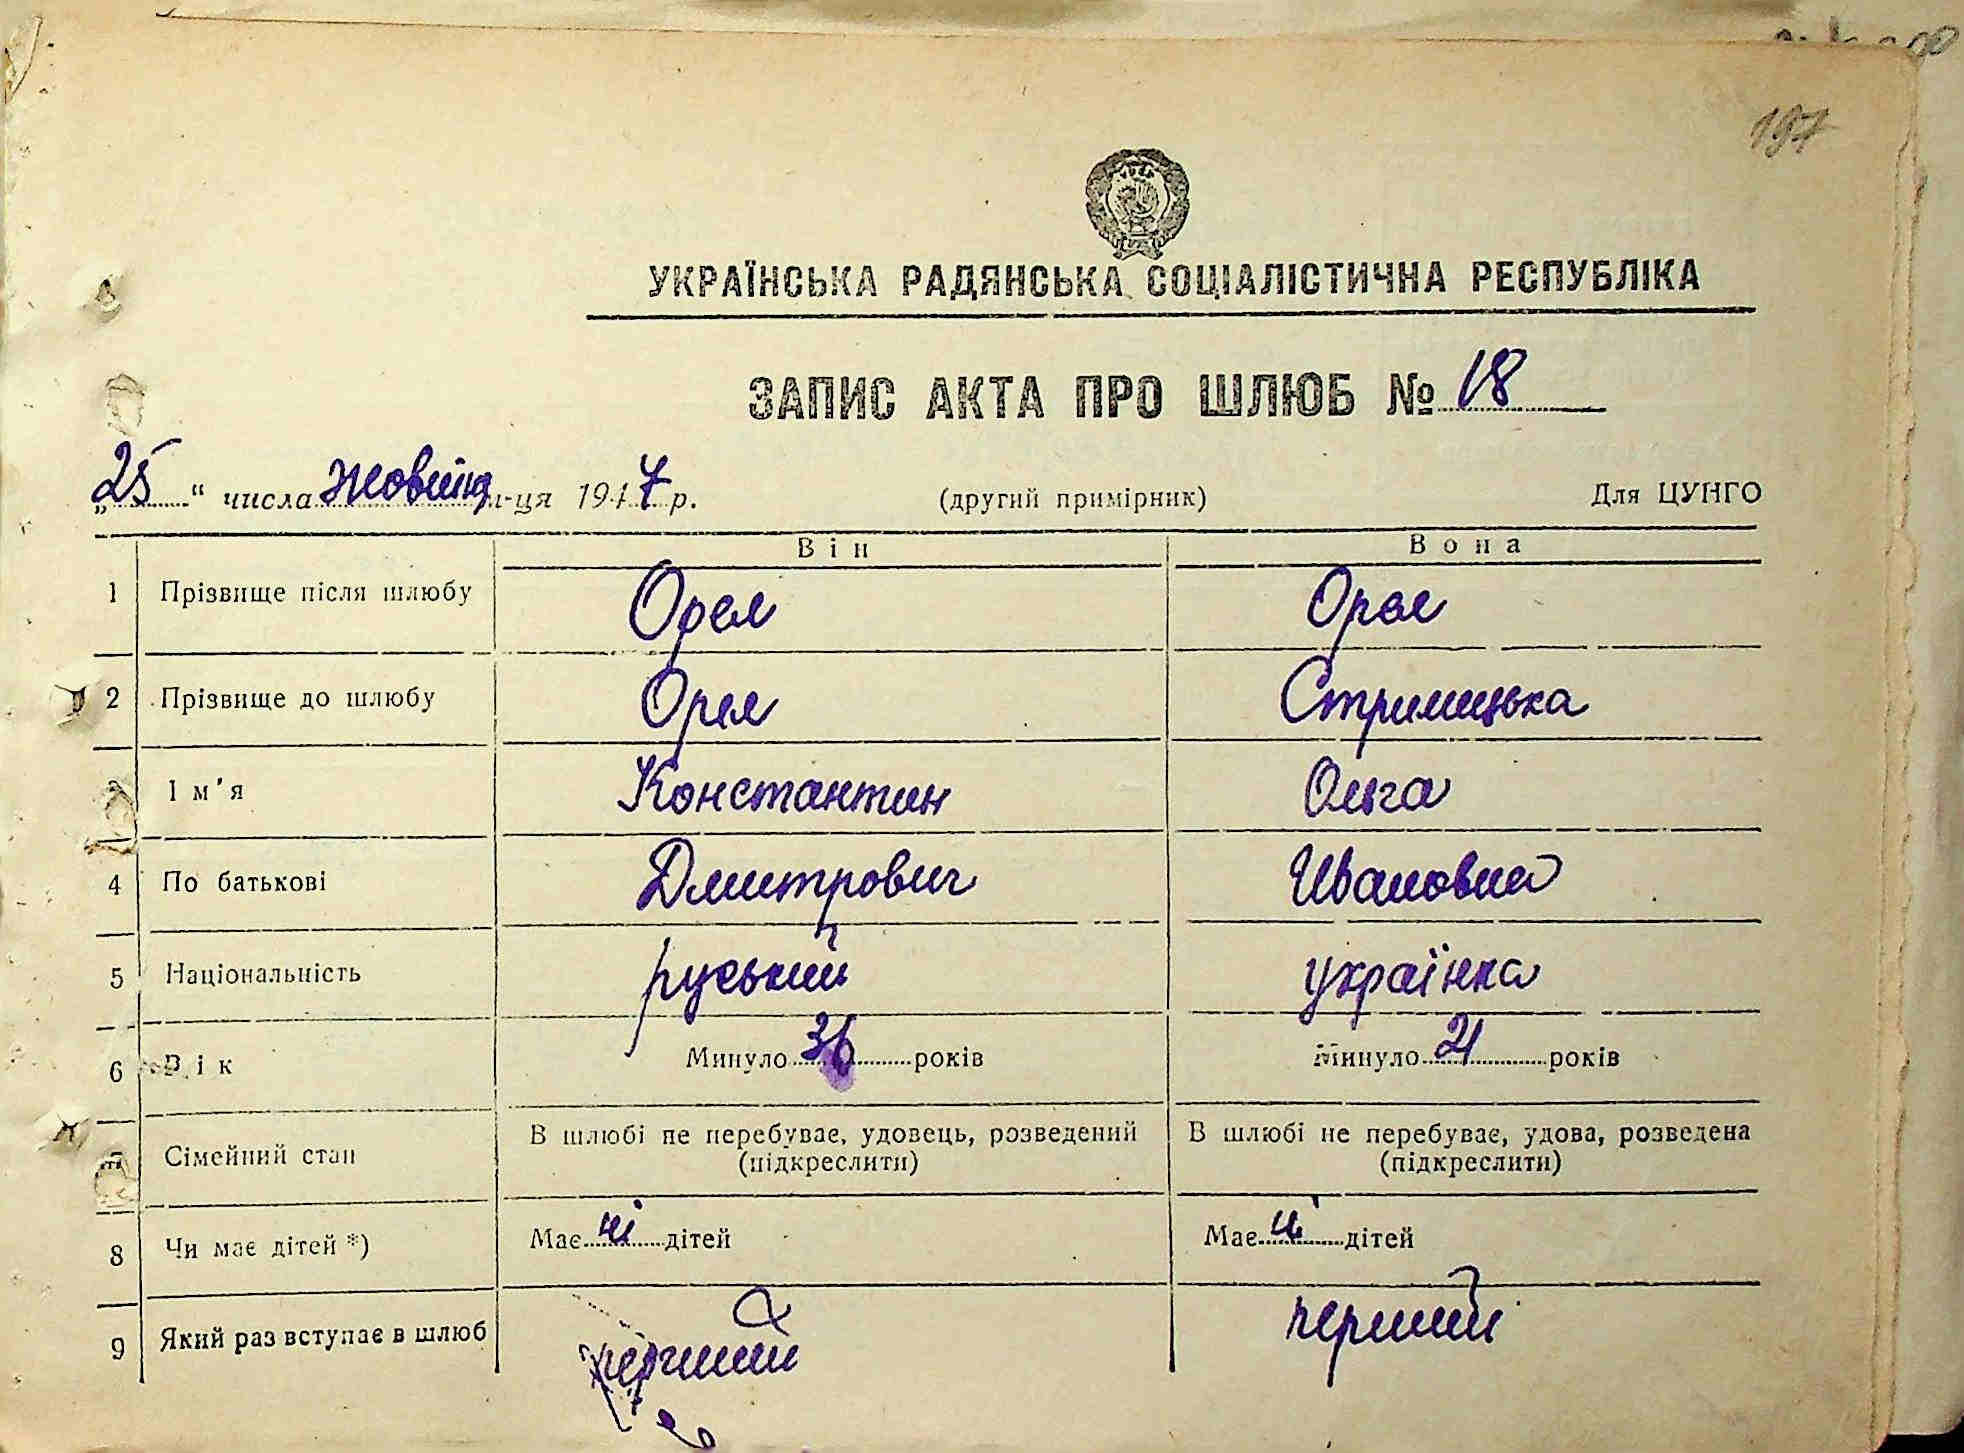 197
УКРАЇНСЬКА РАДЯНСЬКА СОЦІАЛІСТИЧНА РЕСПУБЛІКА
ЗАПИС АКТА ПРО ШЛЮБ № 18
„25“ числа жовтня м-ця 1947 р. (другий примірник) Для ЦУНГО
Він Вона
1 Прізвище після шлюбу Орел Орел
2 Прізвище до шлюбу Орел Стримицька
3 Ім'я Константин Ольга
4 По батькові Дмитрович Ивановна
5 Національність руський українка
6 Вік Минуло 36 років Минуло 21 років
7 Сімейний стан В шлюбі не перебуває, удовець, розведений (підкреслити) В шлюбі не перебуває, удова, розведена (підкреслити)
8 Чи має дітей *) Має ні дітей Має ні дітей
9 Який раз вступає в шлюб перший перший